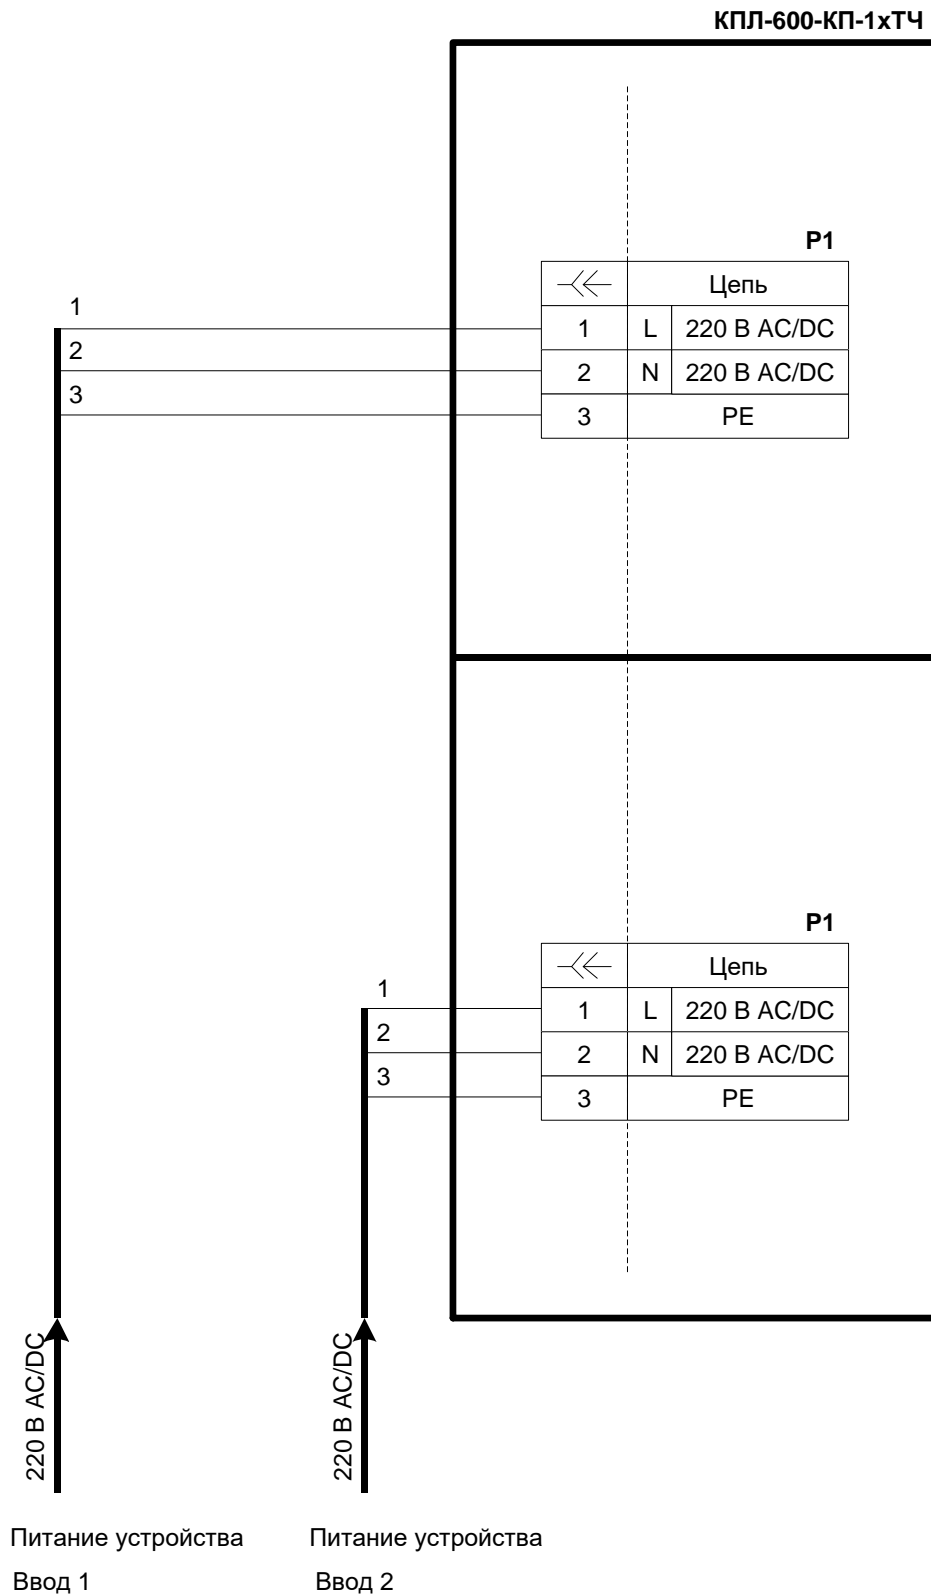 КПЛ-600-КП-1хТЧ
P1
Цепь
1
1 L 220 В AC/DC
2
2 N 220 В AC/DC
3
3 PE
P1
Цепь
1
1 L 220 В AC/DC
2
2 N 220 В AC/DC
3
3 PE
220 В AC/DC
220 В AC/DC
Питание устройства
Ввод 1
Питание устройства
Ввод 2